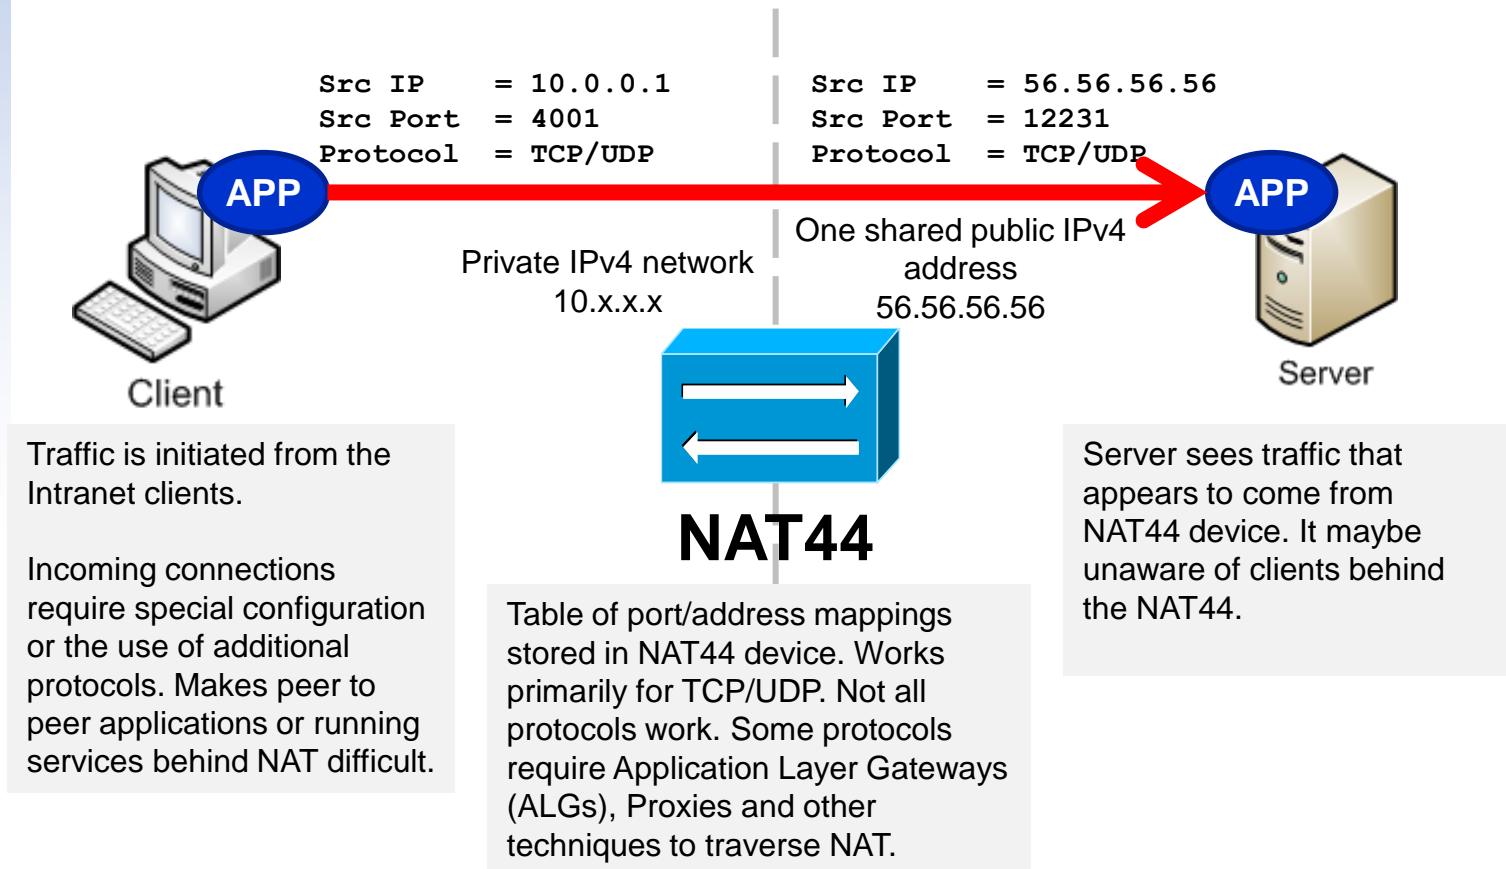 Src IP = 10.0.0.1
Src Port = 4001
Protocol = TCP/UDP
Src IP = 56.56.56.56
Src Port = 12231
Protocol = TCP/UDP
APP
APP
Private IPv4 network
10.x.x.x
One shared public IPv4
address
56.56.56.56
Client
Server
NAT44
Traffic is initiated from the
Intranet clients.
Incoming connections
require special configuration
or the use of additional
protocols. Makes peer to
peer applications or running
services behind NAT difficult.
Table of port/address mappings
stored in NAT44 device. Works
primarily for TCP/UDP. Not all
protocols work. Some protocols
require Application Layer Gateways
(ALGs), Proxies and other
techniques to traverse NAT.
Server sees traffic that
appears to come from
NAT44 device. It maybe
unaware of clients behind
the NAT44.